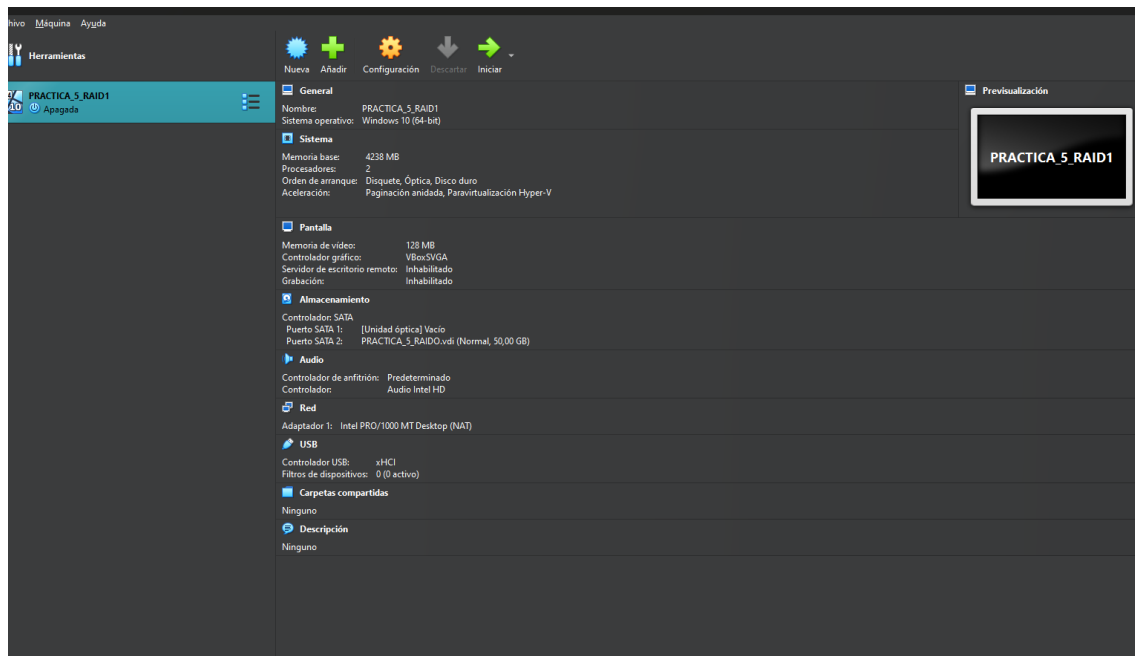 hivo Máquina Ayuda
Herramientas
Nueva Añadir Configuración Descartar Iniciar
PRACTICA_5_RAID1
Apagada
General
Nombre: PRACTICA_5_RAID1
Sistema operativo: Windows 10 (64-bit)
Previsualización
PRACTICA_5_RAID1
Sistema
Memoria base: 4238 MB
Procesadores: 2
Orden de arranque: Disquete, Óptica, Disco duro
Aceleración: Paginación anidada, Paravirtualización Hyper-V
Pantalla
Memoria de vídeo: 128 MB
Controlador gráfico: VBoxSVGA
Servidor de escritorio remoto: Inhabilitado
Grabación: Inhabilitado
Almacenamiento
Controlador: SATA
Puerto SATA 1: [Unidad óptica] Vacío
Puerto SATA 2: PRACTICA_5_RAIDO.vdi (Normal, 50,00 GB)
Audio
Controlador de anfitrión: Predeterminado
Controlador: Audio Intel HD
Red
Adaptador 1: Intel PRO/1000 MT Desktop (NAT)
USB
Controlador USB: xHCI
Filtros de dispositivos: 0 (0 activo)
Carpetas compartidas
Ninguno
Descripción
Ninguno